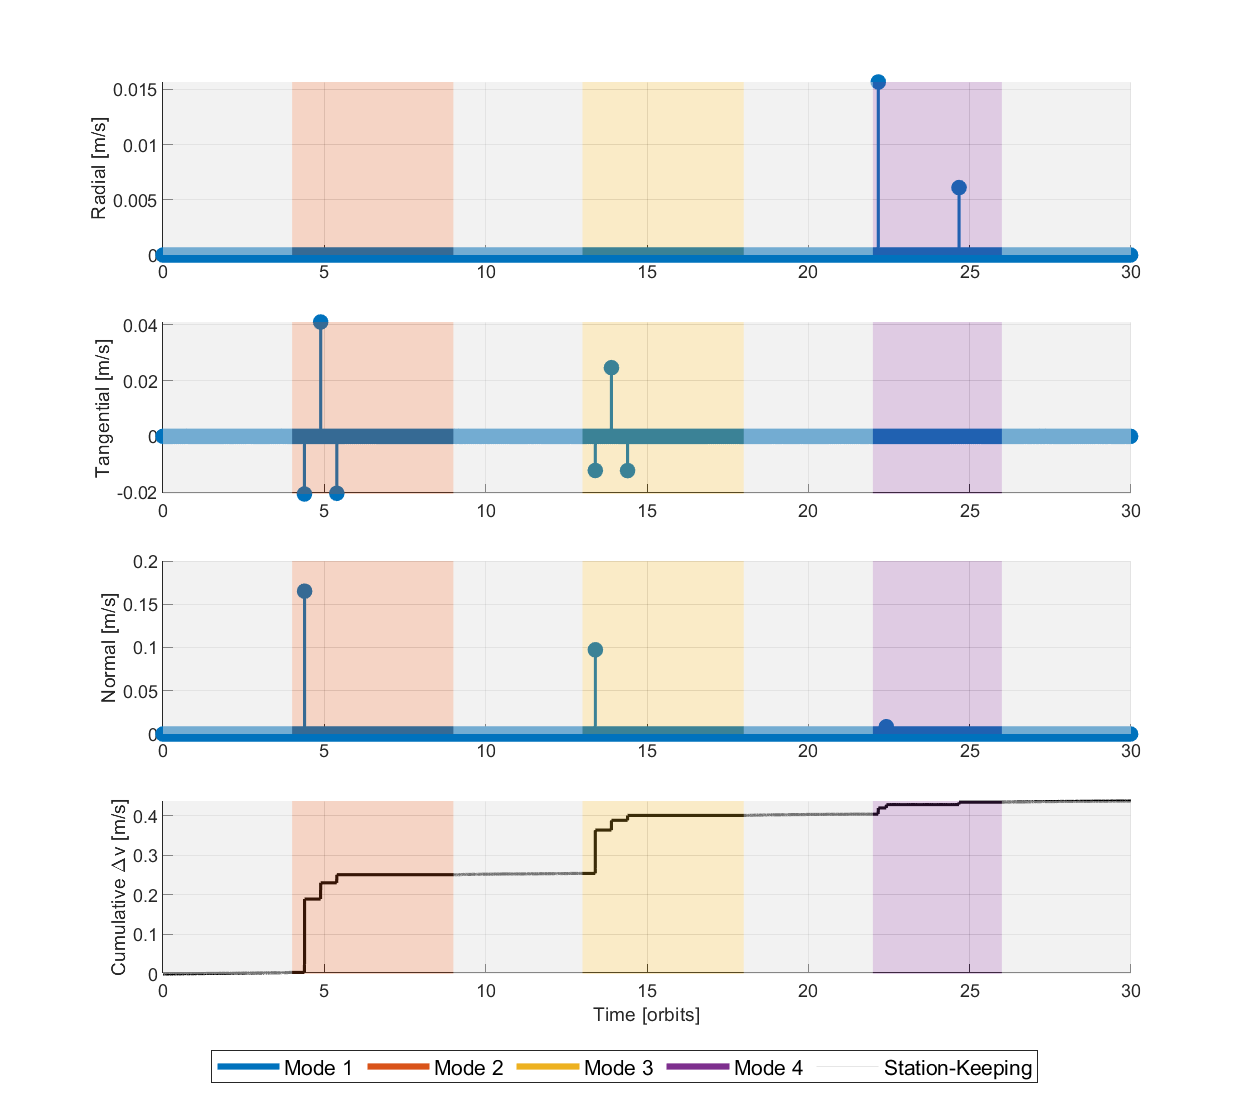 Radial [m/s]
0.015
0.01
0.005
0
0 5 10 15 20 25 30
Tangential [m/s]
0.04
0.02
0
-0.02
0 5 10 15 20 25 30
Normal [m/s]
0.2
0.15
0.1
0.05
0
0 5 10 15 20 25 30
Cumulative Δv [m/s]
0.4
0.3
0.2
0.1
0
0 5 10 15 20 25 30
Time [orbits]
Mode 1 Mode 2 Mode 3 Mode 4 Station-Keeping